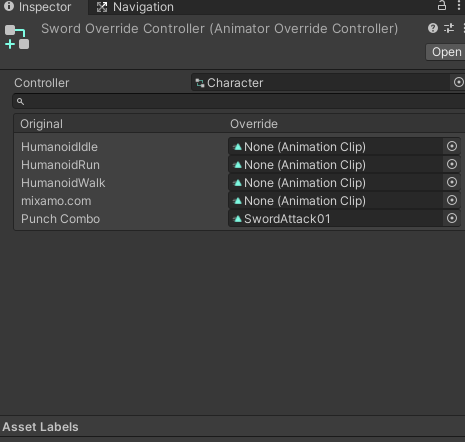 Inspector Navigation
Sword Override Controller (Animator Override Controller)
Open
Controller Character
Original Override
HumanoidIdle None (Animation Clip)
HumanoidRun None (Animation Clip)
HumanoidWalk None (Animation Clip)
mixamo.com None (Animation Clip)
Punch Combo SwordAttack01
Asset Labels